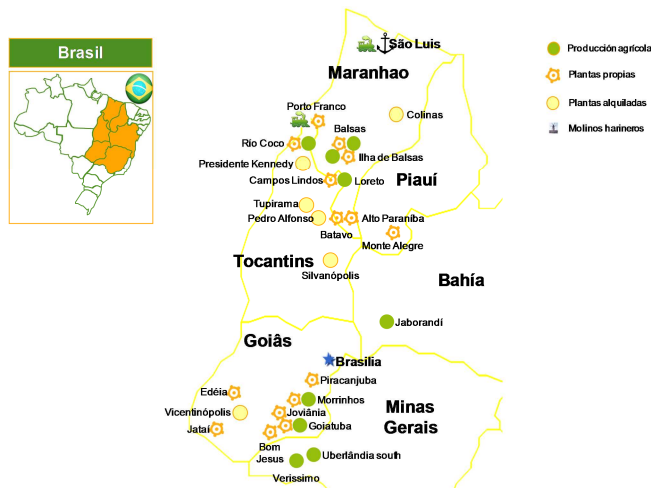 Brasil
São Luis
Maranhao
Porto Franco
Colinas
Balsas
Río Coco
Ilha de Balsas
Presidente Kennedy
Campos Lindos
Loreto
Piauí
Tupirama
Pedro Alfonso
Alto Paraniba
Batavo
Monte Alegre
Tocantins
Silvanópolis
Bahía
Jaborandí
Goiâs
Brasilia
Piracanjuba
Edéia
Morrinhos
Vicentinópolis
Joviânia
Minas
Gerais
Jataí
Goiatuba
Bom
Jesus
Uberlândia south
Verissimo
Producción agrícola
Plantas propias
Plantas alquiladas
Molinos harineros